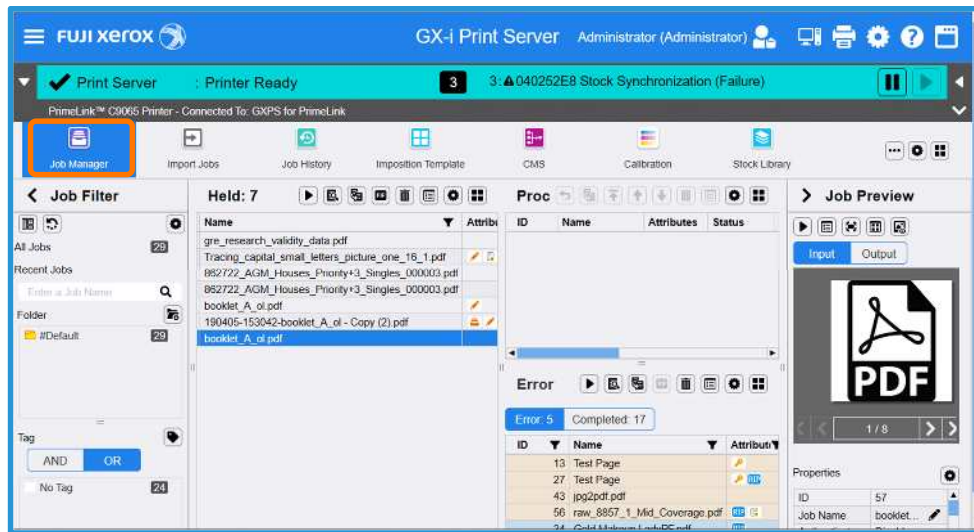 FUJI xerox
GX-i Print Server
Administrator (Administrator)
Print Server : Printer Ready
3
3: 040252E8 Stock Synchronization (Failure)
PrimeLink™ C9065 Printer - Connected To: GXPS for PrimeLink
Job Manager
Import Jobs
Job History
Imposition Template
CMS
Calibration
Stock Library
Job Filter
All Jobs 29
Recent Jobs
Enter a Job Name
Folder
#Default 29
Tag
AND OR
No Tag 23
Held: 7
Name Attrib
gre_research_validity_data.pdf
Tracing_capital_small_letters_picture_one_16_1.pdf
862722_AGM_Houses_Priority+3_Singles_000003.pdf
862722_AGM_Houses_Priority+3_Singles_000003.pdf
booklet_A_ol.pdf
190405-153042-booklet_A_ol - Copy (2).pdf
booklet_A_ol.pdf
Proc
ID Name Attributes Status
Error
Error: 5 Completed: 17
ID Name Attribut
13 Test Page
27 Test Page
43 jpg2pdf.pdf
56 raw_8857_1_Mid_Coverage.pdf
Job Preview
Input Output
PDF
1 / 8
Properties
ID 57
Job Name booklet...